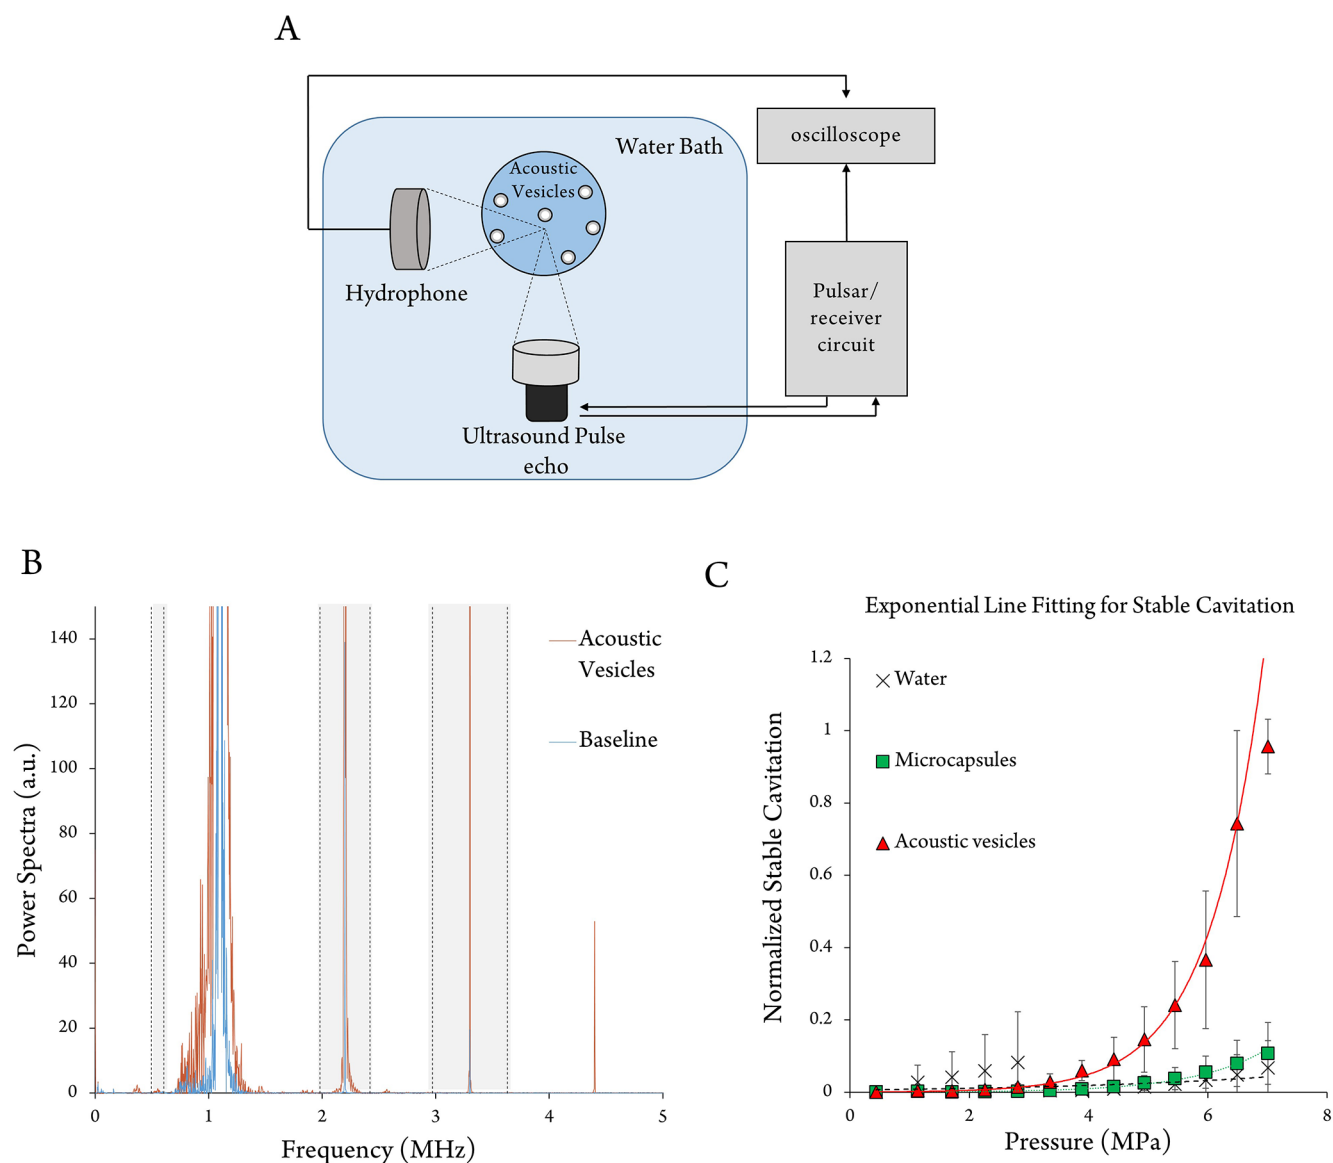 A
Water Bath
oscilloscope
Acoustic
Vesicles
Hydrophone
Pulsar/
receiver
circuit
Ultrasound Pulse
echo
B
Power Spectra (a.u.)
140
120
100
80
60
40
20
0
0
1
2
3
4
5
Frequency (MHz)
Acoustic
Vesicles
Baseline
C
Exponential Line Fitting for Stable Cavitation
Normalized Stable Cavitation
1.2
1
0.8
0.6
0.4
0.2
0
Water
Microcapsules
Acoustic vesicles
0
2
4
6
8
Pressure (MPa)